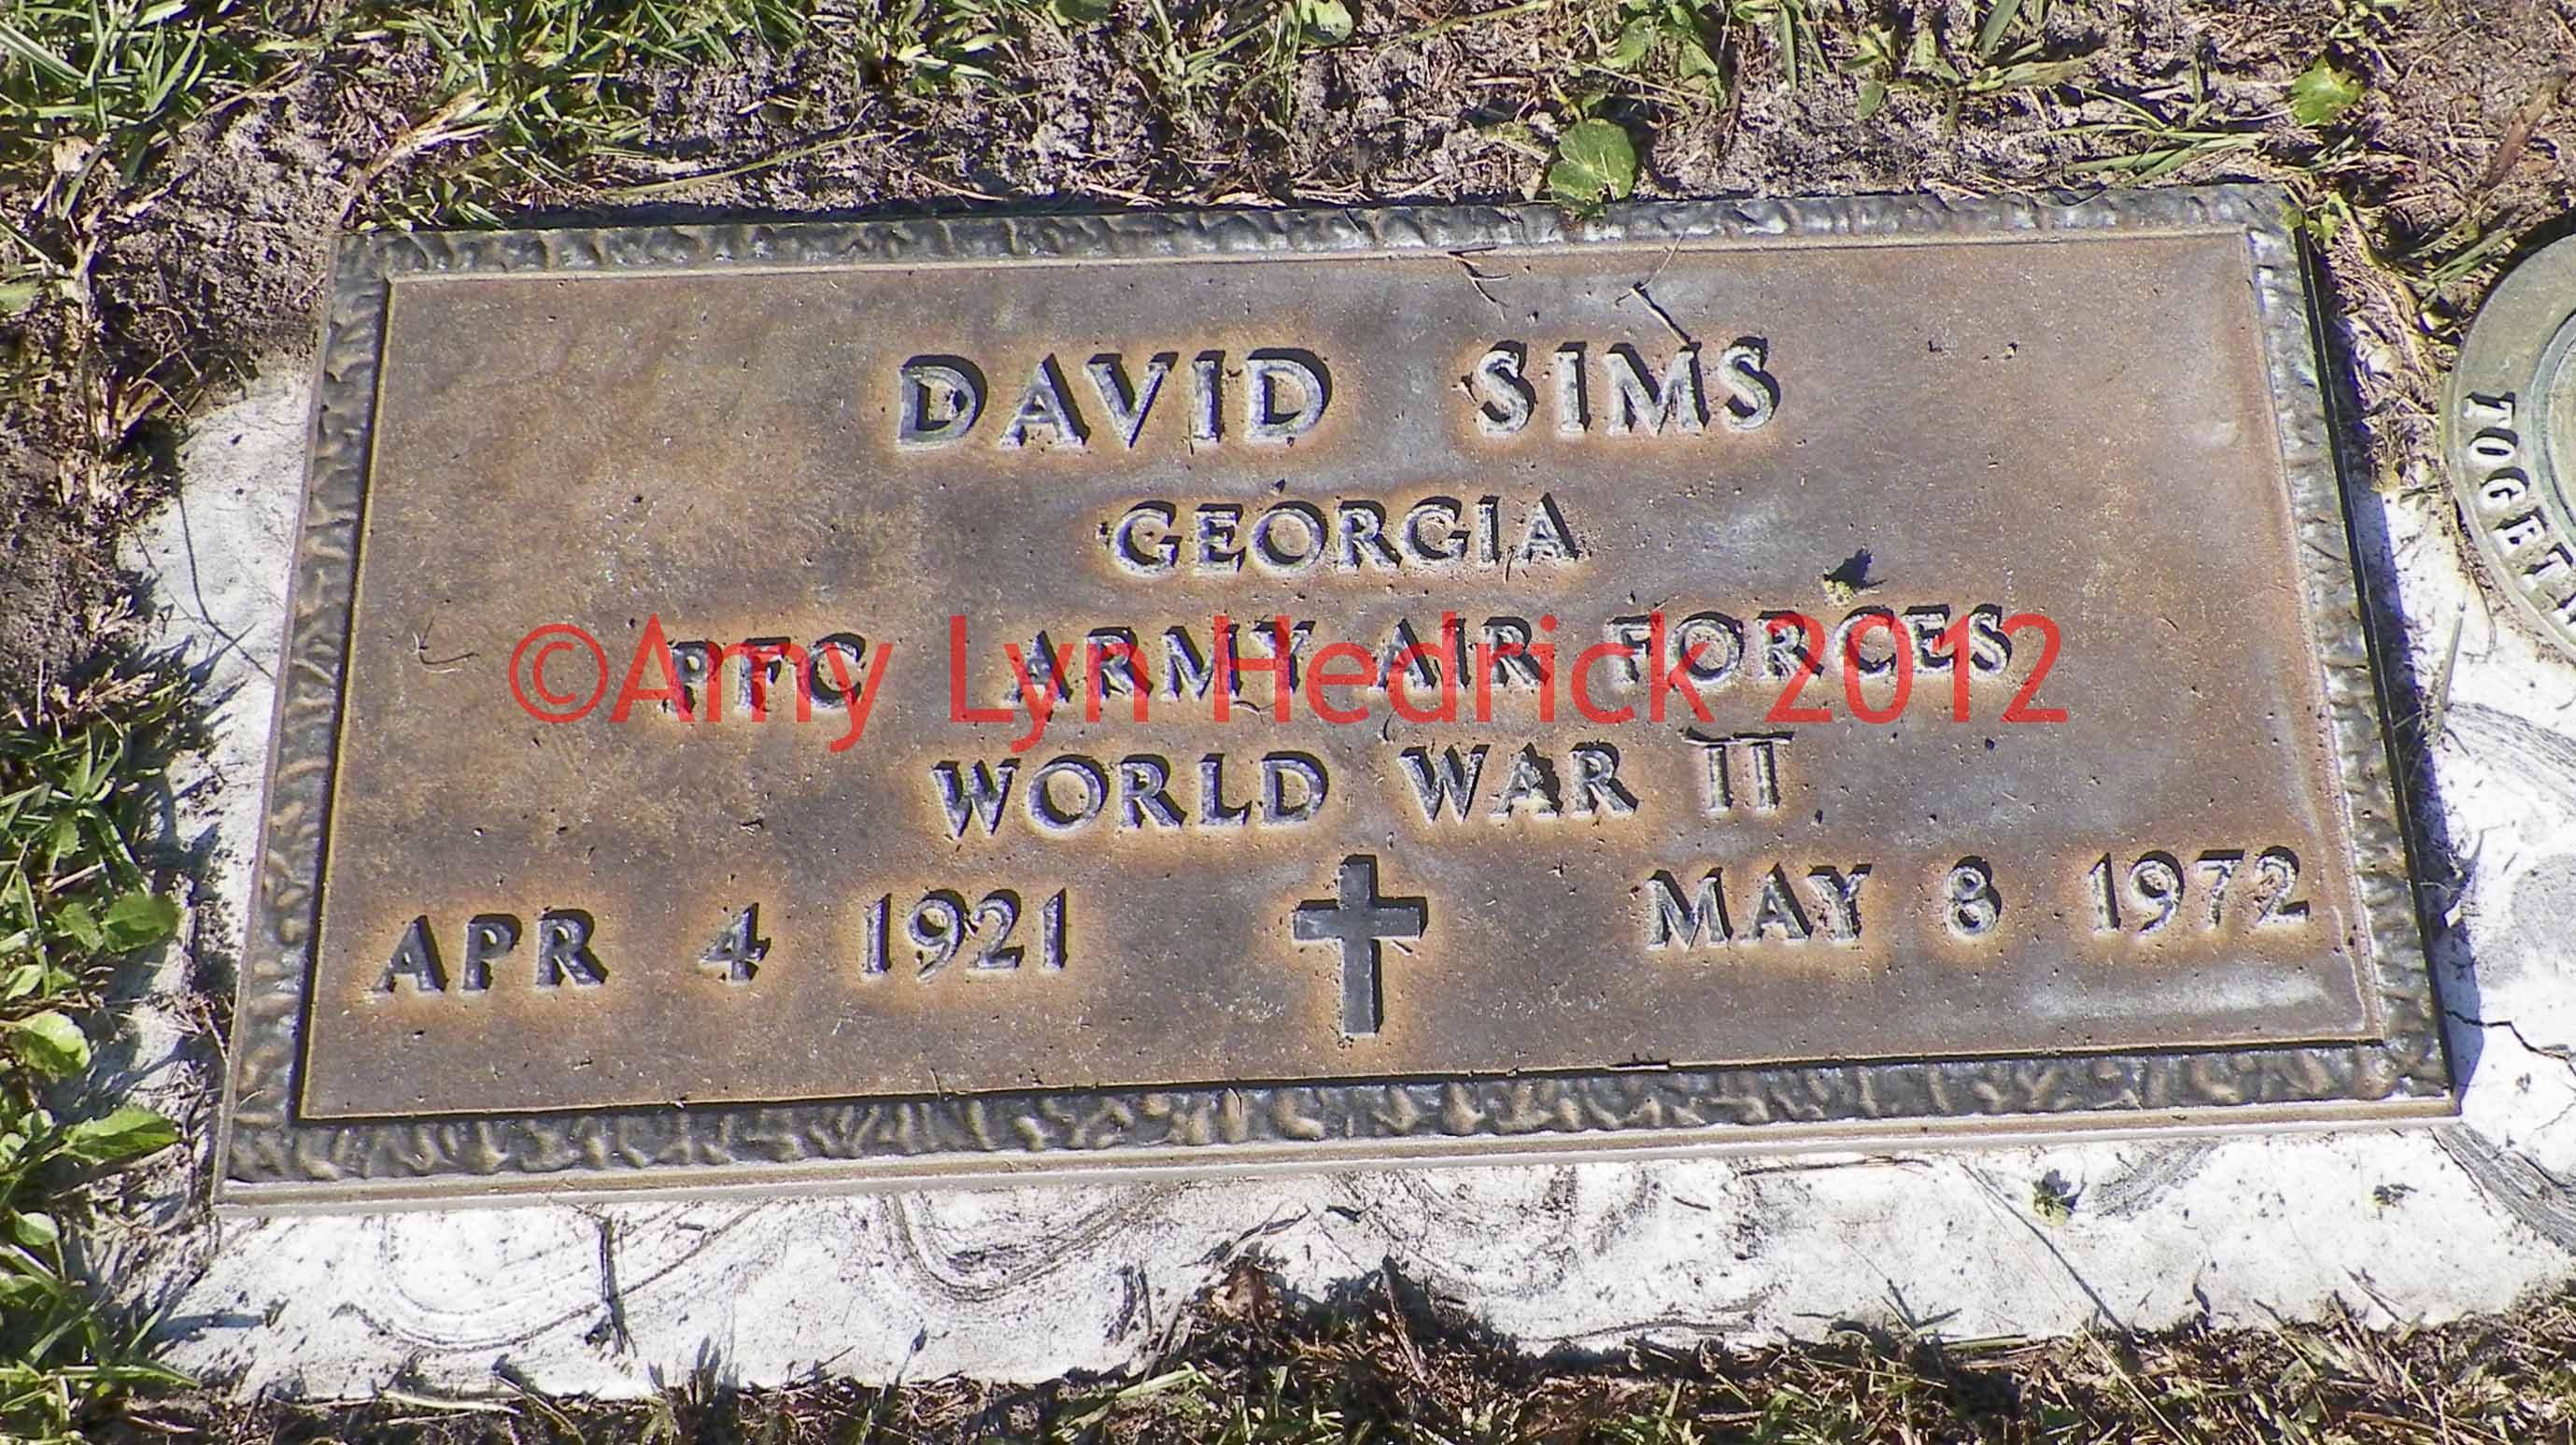 DAVID SIMS
GEORGIA
PFC ARMY AIR FORCES
©Amy Lyn Hedrick 2012
WORLD WAR II
APR 4 1921 MAY 8 1972